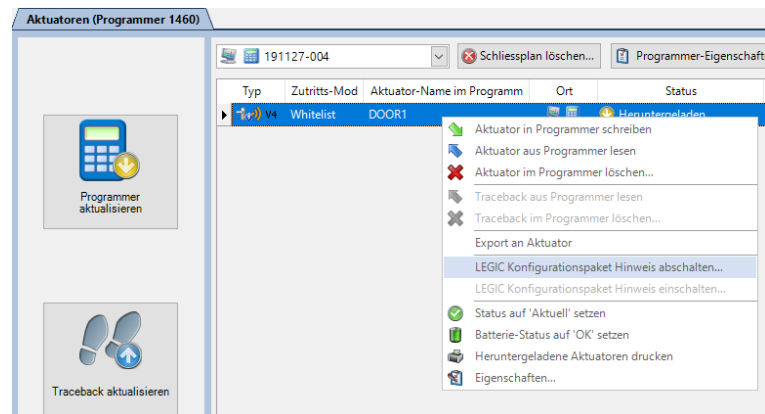 Aktuatoren (Programmer 1460)
191127-004
Schliessplan löschen...
Programmer-Eigenschaft
Typ Zutritts-Mod Aktuator-Name im Programm Ort Status
V4 Whitelist DOOR1 Heruntergeladen
Aktuator in Programmer schreiben
Aktuator aus Programmer lesen
Aktuator im Programmer löschen...
Traceback aus Programmer lesen
Traceback im Programmer löschen...
Export an Aktuator
LEGIC Konfigurationspaket Hinweis abschalten...
LEGIC Konfigurationspaket Hinweis einschalten...
Status auf 'Aktuell' setzen
Batterie-Status auf 'OK' setzen
Heruntergeladene Aktuatoren drucken
Eigenschaften...
Programmer
aktualisieren
Traceback aktualisieren